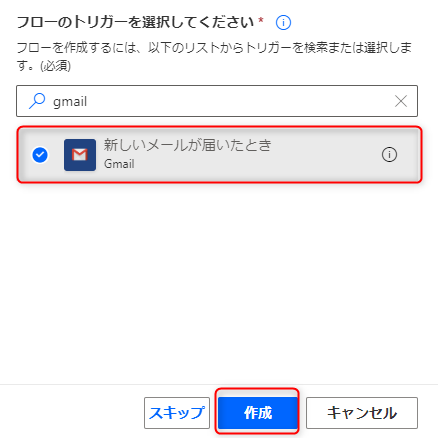 フローのトリガーを選択してください *
フローを作成するには、以下のリストからトリガーを検索または選択しま
す。(必須)
gmail
新しいメールが届いたとき
Gmail
スキップ 作成 キャンセル